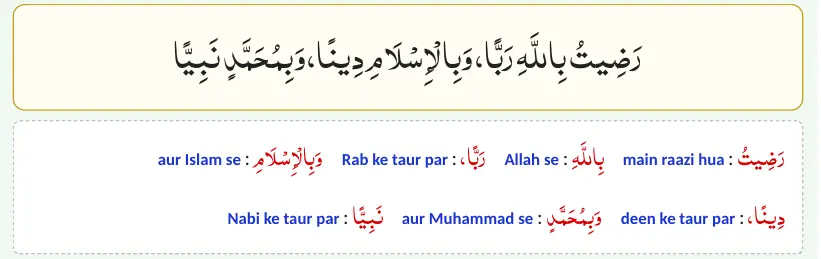 رَضِيتُ بِاللَّهِ رَبًّا، وَبِالْإِسْلَامِ دِينًا، وَبِمُحَمَّدٍ نَبِيًّا
رَضِيتُ : main raazi hua بِاللَّهِ : Allah se رَبًّا، : Rab ke taur par وَبِالْإِسْلَامِ : aur Islam se
دِينًا، : deen ke taur par وَبِمُحَمَّدٍ : aur Muhammad se نَبِيًّا : Nabi ke taur par